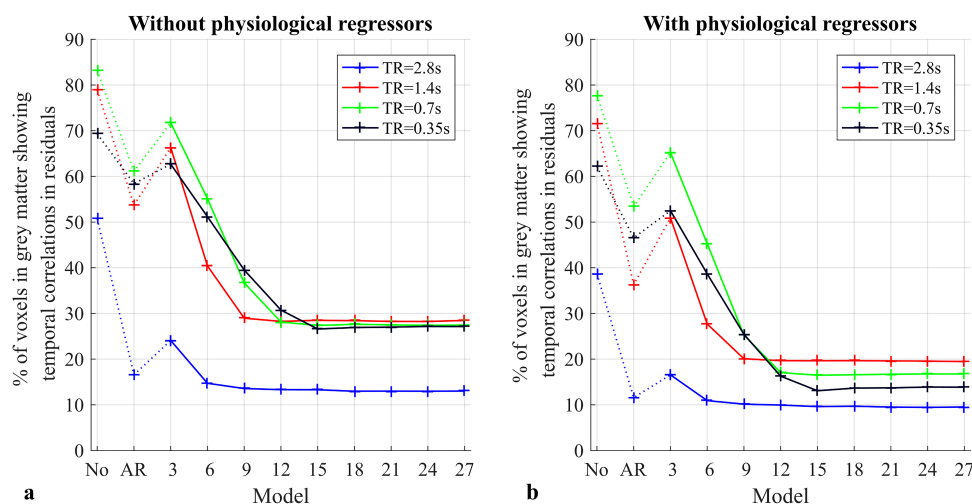 Without physiological regressors
% of voxels in grey matter showing
temporal correlations in residuals
90
80
70
60
50
40
30
20
10
0
TR=2.8s
TR=1.4s
TR=0.7s
TR=0.35s
No AR 3 6 9 12 15 18 21 24 27
Model
a
With physiological regressors
% of voxels in grey matter showing
temporal correlations in residuals
90
80
70
60
50
40
30
20
10
0
TR=2.8s
TR=1.4s
TR=0.7s
TR=0.35s
No AR 3 6 9 12 15 18 21 24 27
Model
b